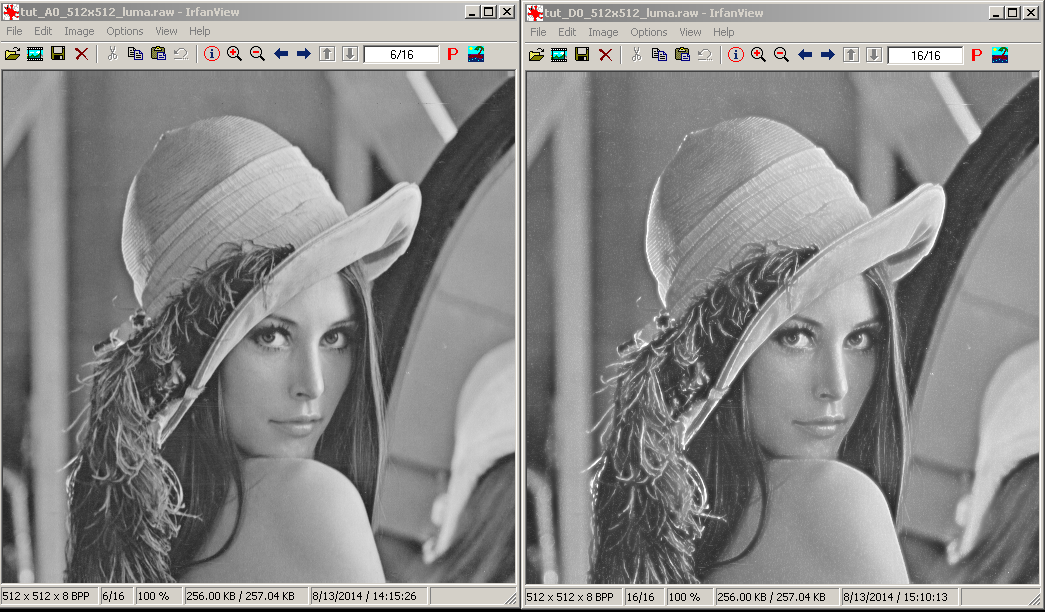 tut_A0_512x512_luma.raw - IrfanView
File Edit Image Options View Help
6/16
512 x 512 x 8 BPP 6/16 100 % 256.00 KB / 257.04 KB 8/13/2014 / 14:15:26
tut_D0_512x512_luma.raw - IrfanView
File Edit Image Options View Help
16/16
512 x 512 x 8 BPP 16/16 100 % 256.00 KB / 257.04 KB 8/13/2014 / 15:10:13